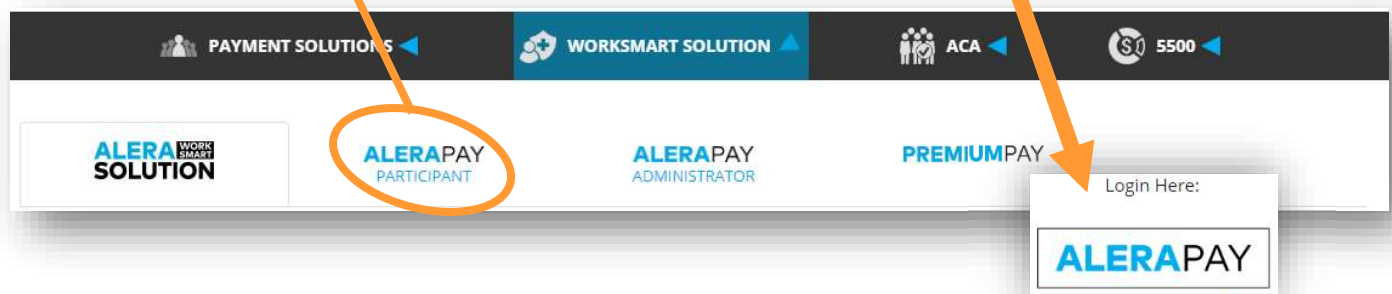 PAYMENT SOLUTIONS WORKSMART SOLUTION ACA 5500
ALERA WORK SMART SOLUTION
ALERAPAY
PARTICIPANT
ALERAPAY
ADMINISTRATOR
PREMIUMPAY
Login Here:
ALERAPAY